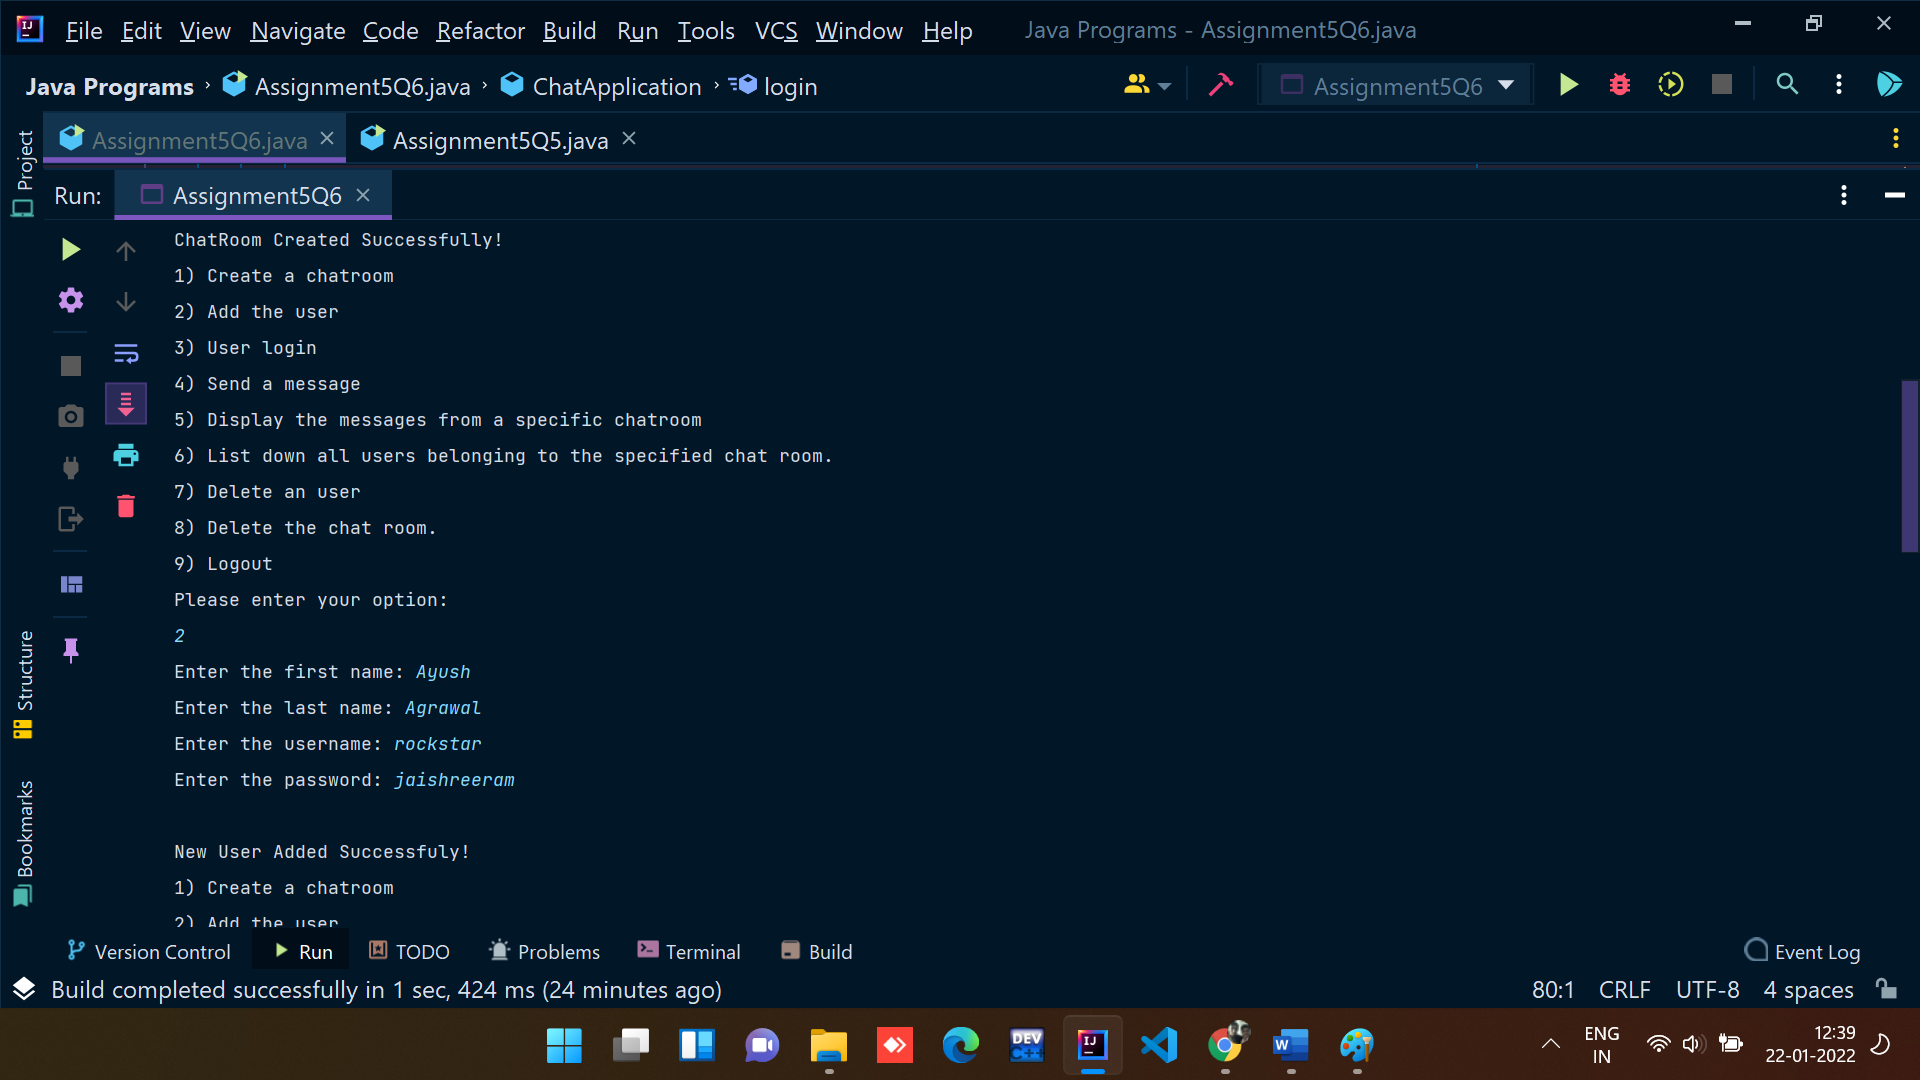 File Edit View Navigate Code Refactor Build Run Tools VCS Window Help Java Programs - Assignment5Q6.java
Java Programs › Assignment5Q6.java › ChatApplication › login Assignment5Q6
Assignment5Q6.java Assignment5Q5.java
Project
Run: Assignment5Q6
ChatRoom Created Successfully!
1) Create a chatroom
2) Add the user
3) User login
4) Send a message
5) Display the messages from a specific chatroom
6) List down all users belonging to the specified chat room.
7) Delete an user
8) Delete the chat room.
9) Logout
Please enter your option:
2
Enter the first name: Ayush
Enter the last name: Agrawal
Enter the username: rockstar
Enter the password: jaishreeram
New User Added Successfuly!
1) Create a chatroom
2) Add the user
Structure
Bookmarks
Version Control Run TODO Problems Terminal Build Event Log
Build completed successfully in 1 sec, 424 ms (24 minutes ago) 80:1 CRLF UTF-8 4 spaces
DEV
C++
IJ
W
ENG
IN
12:39
22-01-2022